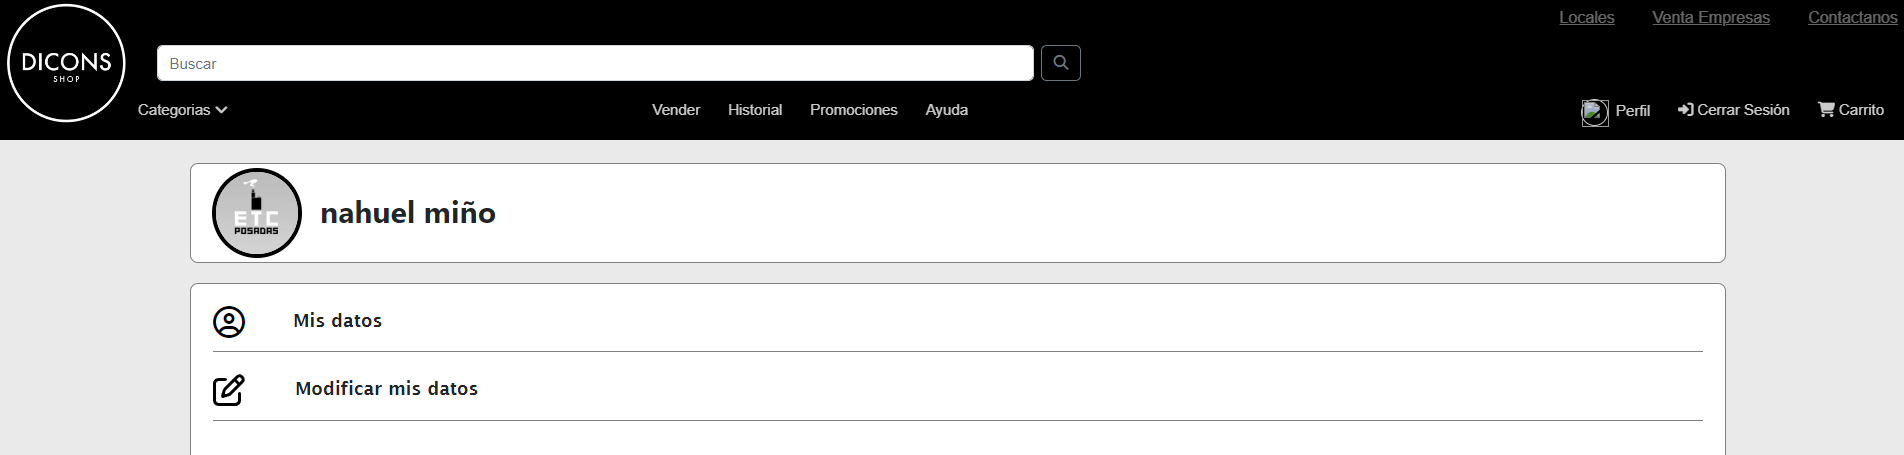 Locales Venta Empresas Contactanos
DICONS
SHOP
Buscar
Categorias Vender Historial Promociones Ayuda Perfil Cerrar Sesión Carrito
ETC
POSADAS
nahuel miño
Mis datos
Modificar mis datos